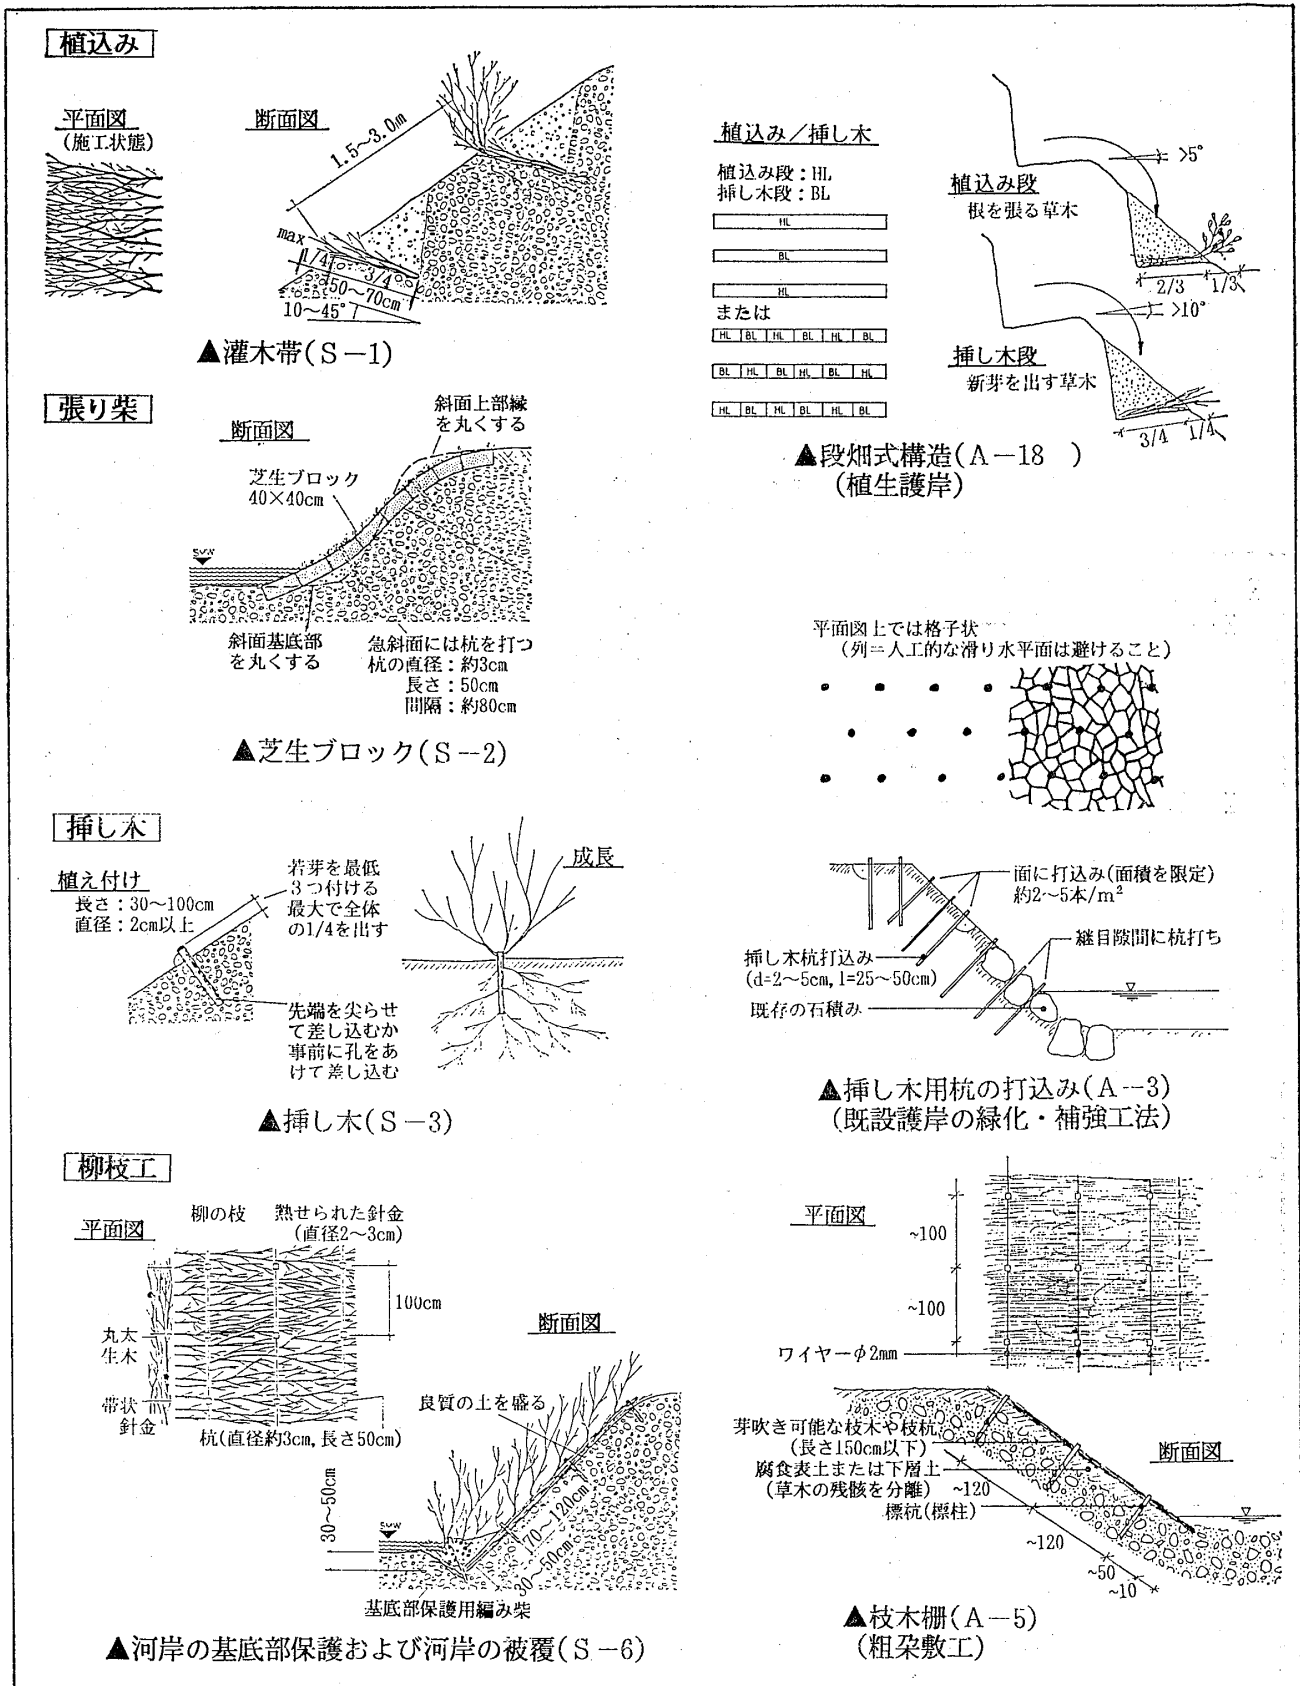 植込み
平面図
(施工状態)
断面図
1.5～3.0m
max
1/4
3/4
50～70cm
10～45°
▲灌木帯(S-1)
植込み／挿し木
植込み段：HL
挿し木段：BL
HL
BL
HL
または
HL BL HL BL HL BL
BL HL BL HL BL HL
HL BL HL BL HL BL
>5°
植込み段
根を張る草木
2/3
1/3
>10°
挿し木段
新芽を出す草木
3/4
1/4
▲段畑式構造(A-18 )
(植生護岸)
張り柴
断面図
斜面上部縁
を丸くする
芝生ブロック
40×40cm
SMW
斜面基底部
を丸くする
急斜面には杭を打つ
杭の直径：約3cm
長さ：50cm
間隔：約80cm
▲芝生ブロック(S-2)
平面図上では格子状
(列＝人工的な滑り水平面は避けること)
挿し木
植え付け
長さ：30～100cm
直径：2cm以上
若芽を最低
3つ付ける
最大で全体
の1/4を出す
先端を尖らせ
て差し込むか
事前に孔をあ
けて差し込む
成長
▲挿し木(S-3)
面に打込み(面積を限定)
約2～5本/m²
挿し木杭打込み
(d=2～5cm, l=25～50cm)
継目隙間に杭打ち
既存の石積み
▲挿し木用杭の打込み(A-3)
(既設護岸の緑化・補強工法)
柳枝工
平面図
柳の枝
熱せられた針金
(直径2～3cm)
100cm
丸太
生木
帯状
針金
杭(直径約3cm, 長さ50cm)
断面図
良質の土を盛る
30～50cm
SMW
70～120cm
30～50cm
基底部保護用編み柴
▲河岸の基底部保護および河岸の被覆(S-6)
平面図
~100
~100
ワイヤーφ2mm
芽吹き可能な枝木や枝杭
(長さ150cm以下)
腐食表土または下層土
(草木の残骸を分離)
標杭(標柱)
断面図
~120
~120
~50
~10
▲枝木棚(A-5)
(粗朶敷工)